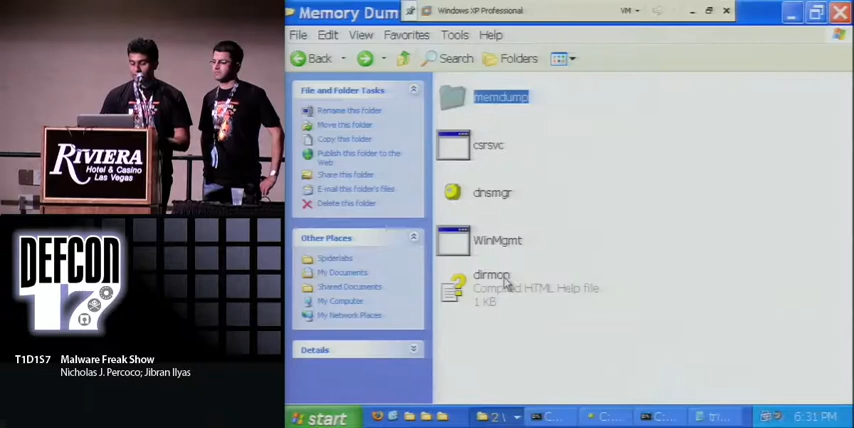 Memory Dum
Windows XP Professional
VM
File Edit View Favorites Tools Help
Back
Search
Folders
File and Folder Tasks
Rename this folder
Move this folder
Copy this folder
Publish this folder to the
Web
Share this folder
E-mail this folder's files
Delete this folder
Other Places
Spiderlabs
My Documents
Shared Documents
My Computer
My Network Places
Details
memdump
csrsvc
dnsmgr
WinMgmt
dirmon
HTML Help file
1 KB
start
2\
C...
C:...
C:...
tri...
6:31 PM
RIVIERA
Hotel & Casino
Las Vegas
DEFCON
17
T1D1S7 Malware Freak Show
Nicholas J. Percoco; Jibran Ilyas